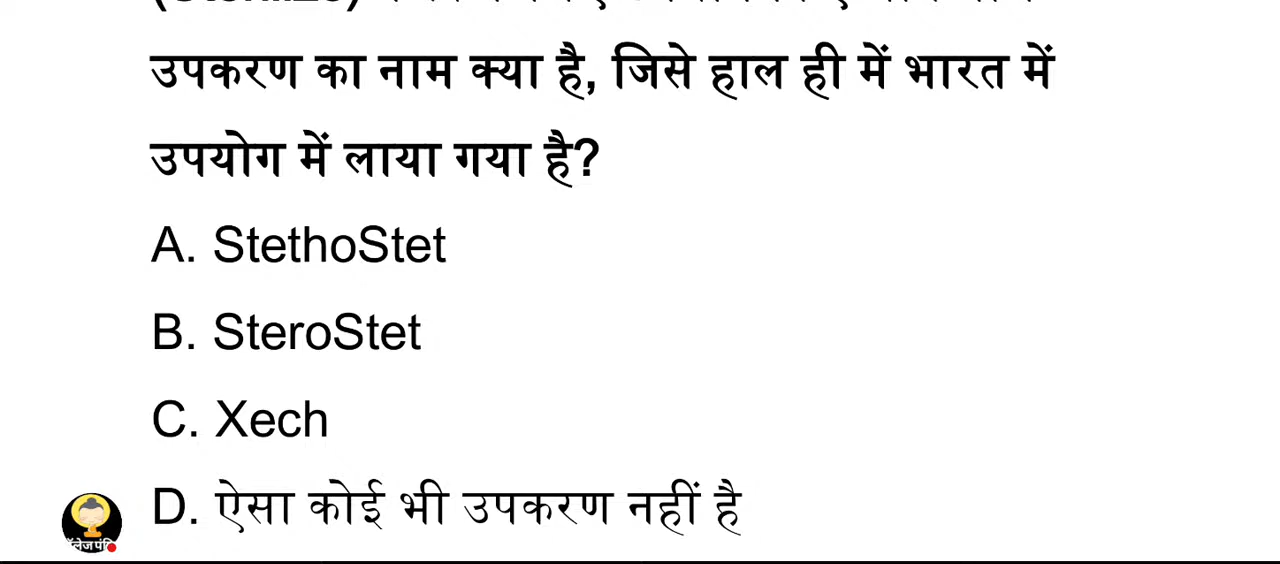 उपकरण का नाम क्या है, जिसे हाल ही में भारत में
उपयोग में लाया गया है?
A. StethoStet
B. SteroStet
C. Xech
D. ऐसा कोई भी उपकरण नहीं है